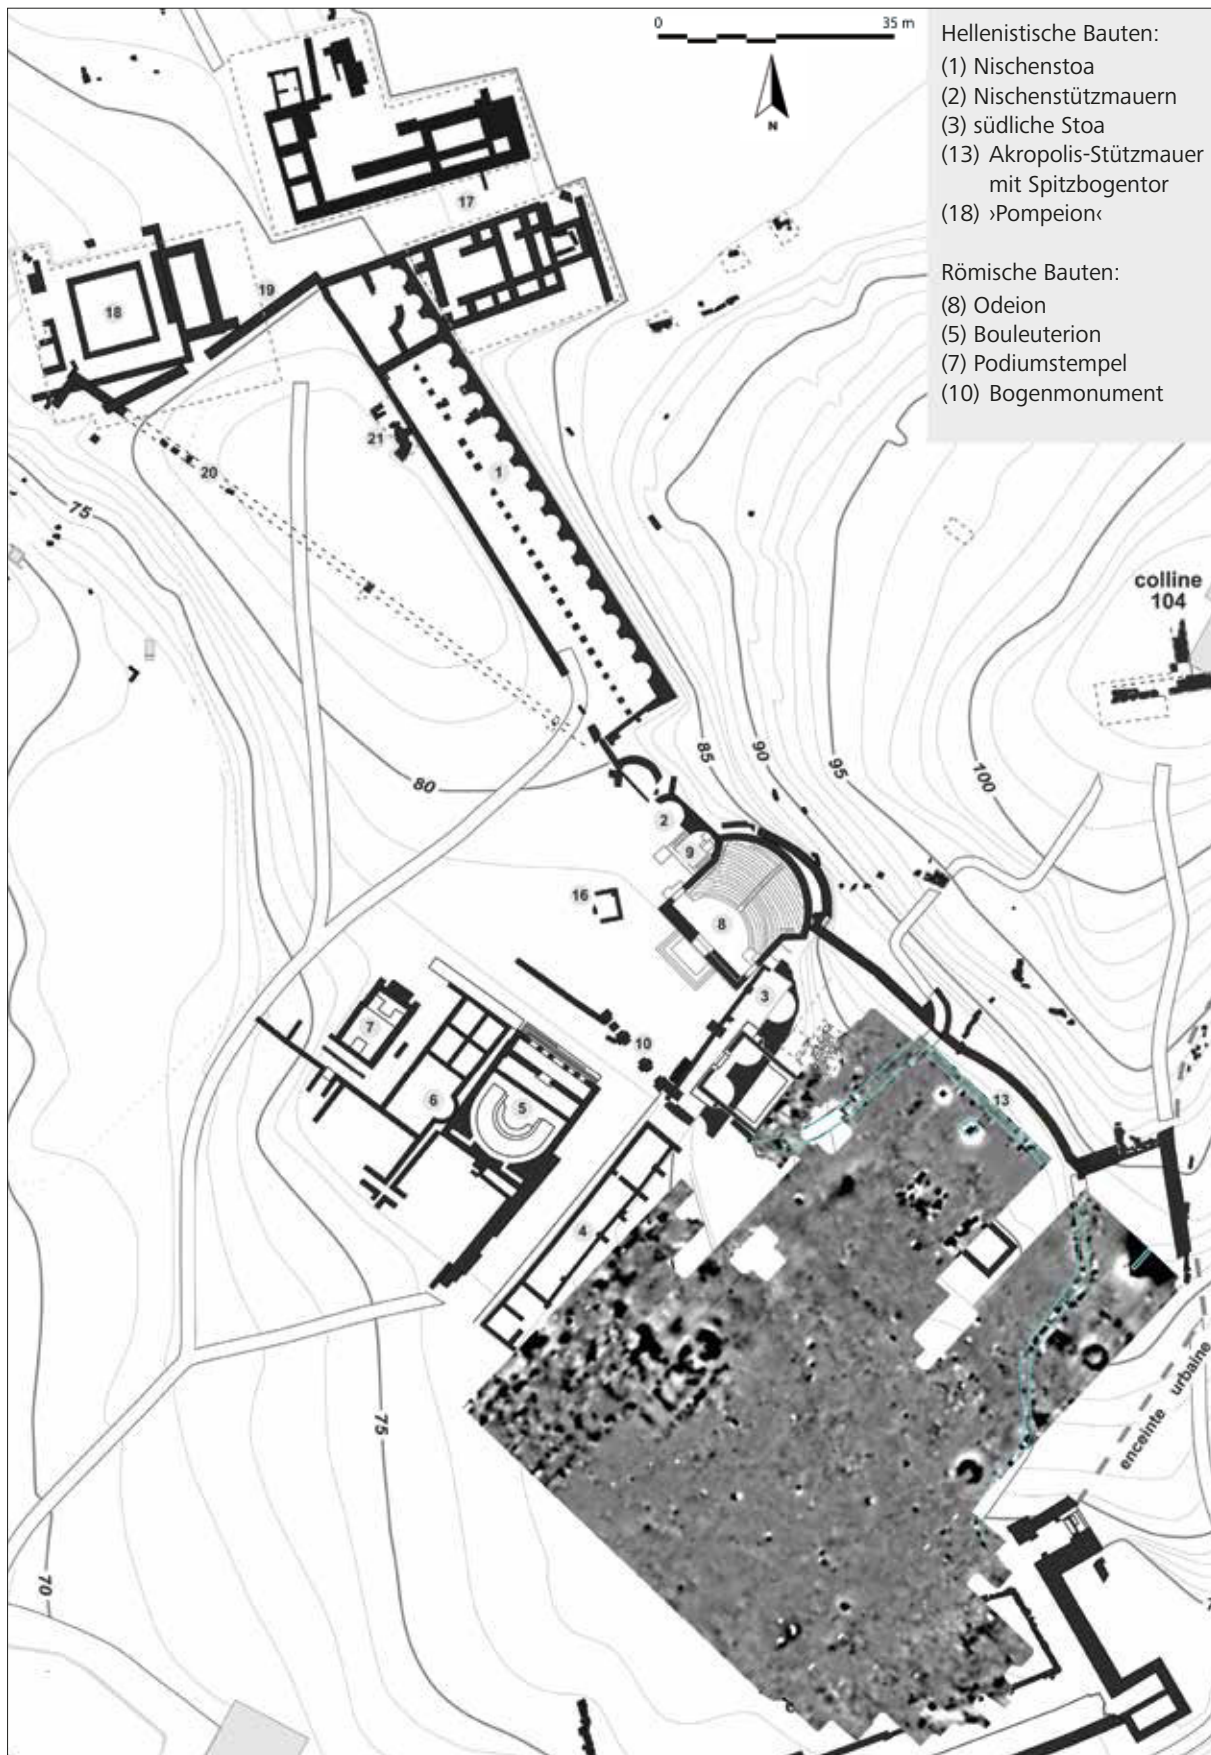 0 35 m
N
Hellenistische Bauten:
(1) Nischenstoa
(2) Nischenstützmauern
(3) südliche Stoa
(13) Akropolis-Stützmauer
mit Spitzbogentor
(18) ›Pompeion‹
Römische Bauten:
(8) Odeion
(5) Bouleuterion
(7) Podiumstempel
(10) Bogenmonument
17
19
18
21
1
20
75
colline
104
85
90
95
100
80
2
9
16
8
3
7
10
6
5
13
4
enceinte urbaine
75
70